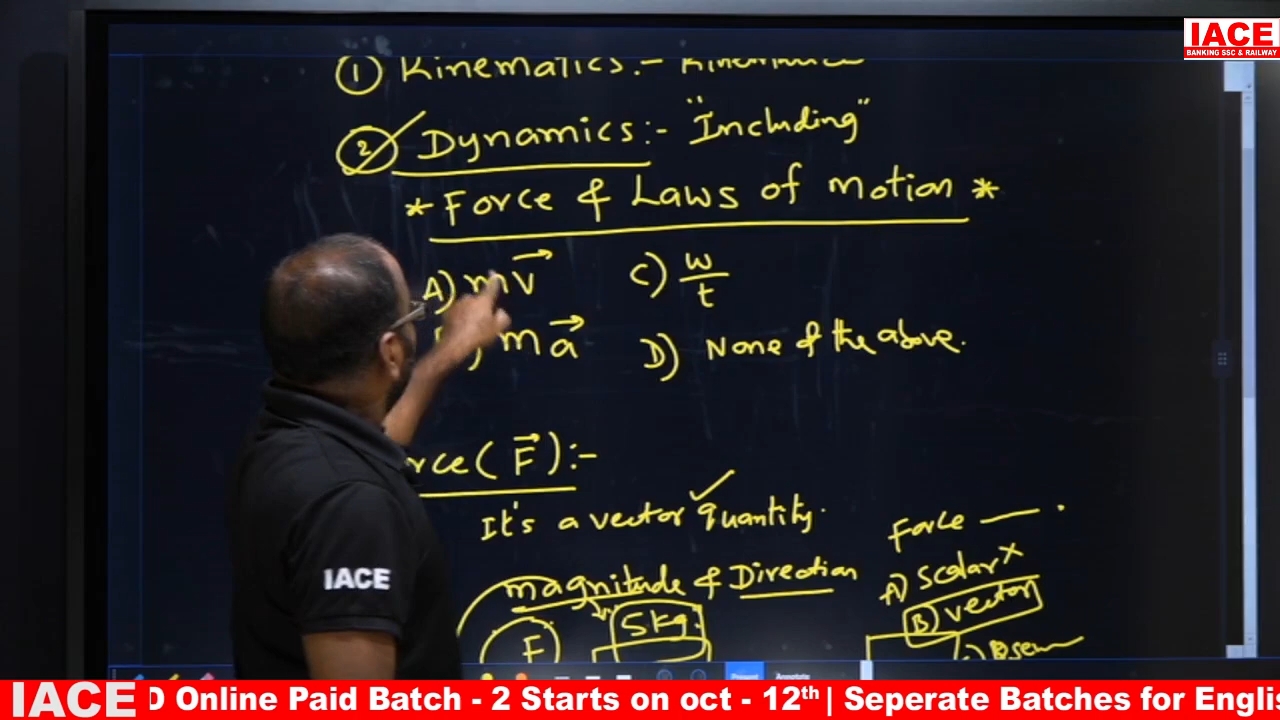 IACE
BANKING SSC & RAILWAY
① Kinematics :-
② Dynamics :- "Including"
* Force & Laws of motion *
A) mv⃗ C) w/t
ma⃗ D) None of the above.
rce (F⃗) :-
It's a vector quantity.
Force — .
magnitude & Direction
A) Scalar x
5kg.
B) vector
F
IACE
Annotate
IACE D Online Paid Batch - 2 Starts on oct - 12th | Seperate Batches for Englis